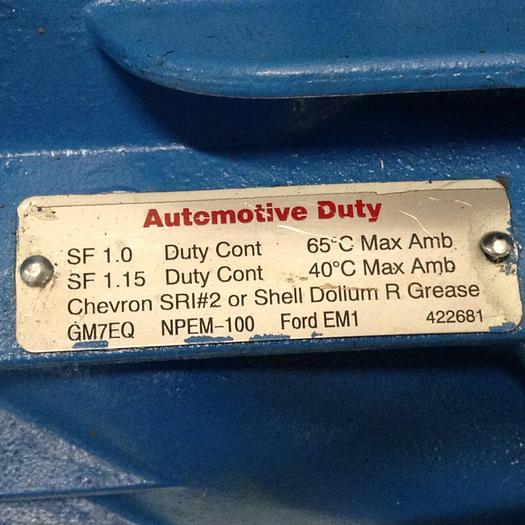 Automotive Duty
SF 1.0 Duty Cont 65°C Max Amb
SF 1.15 Duty Cont 40°C Max Amb
Chevron SRI#2 or Shell Dolium R Grease
GM7EQ NPEM-100 Ford EM1 422681